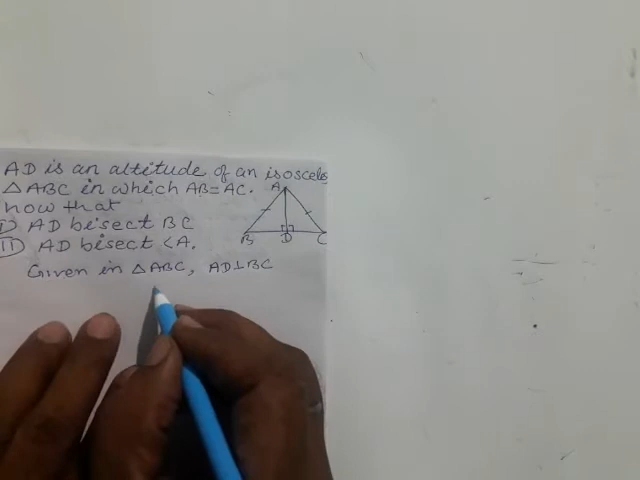 AD is an altitude of an isosceles
△ABC in which AB=AC.
how that
I) AD bisect BC
II) AD bisect <A.
A
B D C
Given in △ABC, AD⊥BC